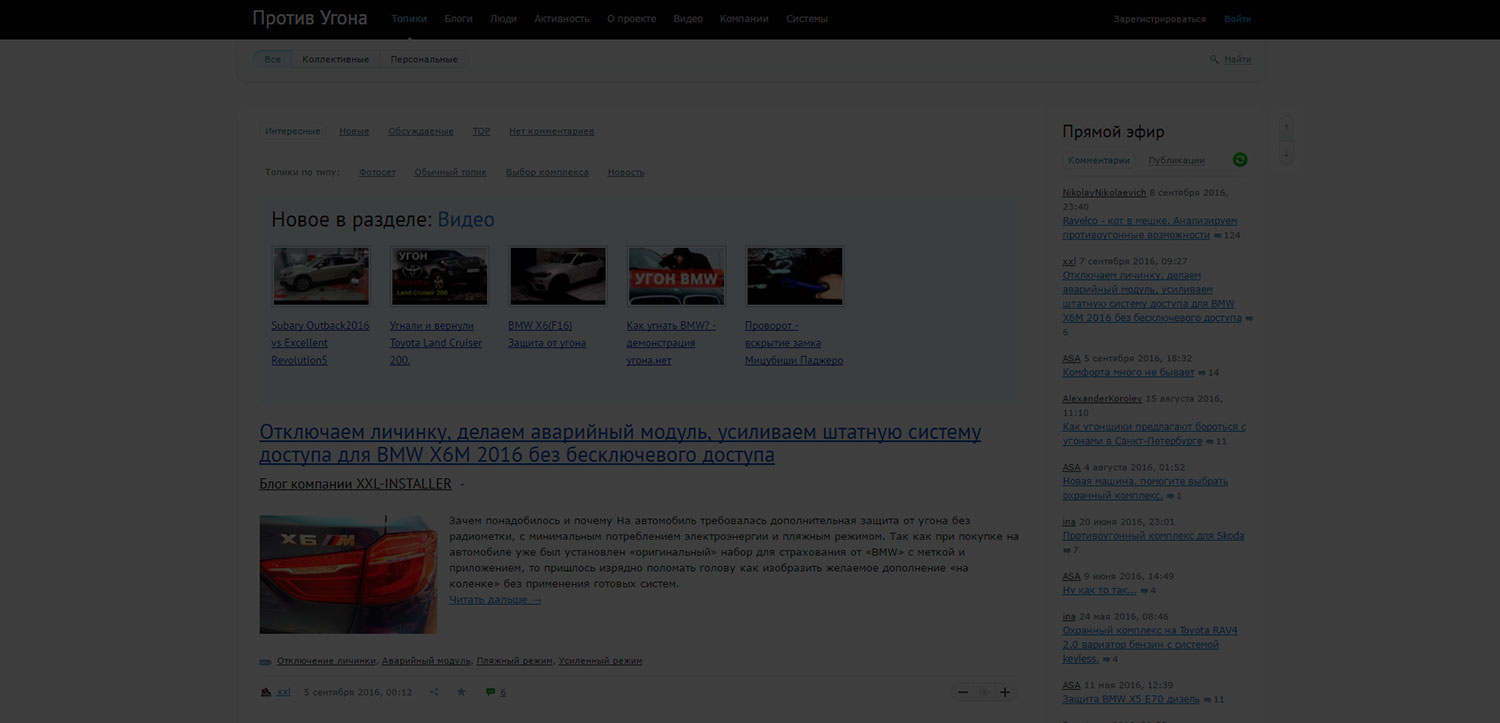 Против Угона
Топики Блоги Люди Активность О проекте Видео Компании Системы
Зарегистрироваться Войти
Все Коллективные Персональные
Найти
Интересные Новые Обсуждаемые TOP Нет комментариев
Топики по типу: Фотосет Обычный топик Выбор комплекса Новость
Новое в разделе: Видео
УГОН
TOYOTA
Land Cruiser 200
УГОН BMW
Subary Outback2016
vs Excellent
Revolution5
Угнали и вернули
Toyota Land Cruiser
200.
BMW X6(F16)
Защита от угона
Как угнать BMW? -
демонстрация
угона.нет
Проворот -
вскрытие замка
Мицубиши Паджеро
Отключаем личинку, делаем аварийный модуль, усиливаем штатную систему
доступа для BMW X6M 2016 без бесключевого доступа
Блог компании XXL-INSTALLER -
X6 M
Зачем понадобилось и почему На автомобиль требовалась дополнительная защита от угона без
радиометки, с минимальным потреблением электроэнергии и пляжным режимом. Так как при покупке на
автомобиле уже был установлен «оригинальный» набор для страхования от «BMW» с меткой и
приложением, то пришлось изрядно поломать голову как изобразить желаемое дополнение «на
коленке» без применения готовых систем.
Читать дальше →
Отключение личинки, Аварийный модуль, Пляжный режим, Усиленный режим
xxl 5 сентября 2016, 00:12 6
Прямой эфир
Комментарии Публикации
NikolayNikolaevich 8 сентября 2016,
23:40
Ravelco - кот в мешке. Анализируем
противоугонные возможности 124
xxl 7 сентября 2016, 09:27
Отключаем личинку, делаем
аварийный модуль, усиливаем
штатную систему доступа для BMW
X6M 2016 без бесключевого доступа
6
ASA 5 сентября 2016, 18:32
Комфорта много не бывает 14
AlexanderKorolev 15 августа 2016,
11:10
Как угонщики предлагают бороться с
угонами в Санкт-Петербурге 11
ASA 4 августа 2016, 01:52
Новая машина, помогите выбрать
охранный комплекс. 1
ina 20 июня 2016, 23:01
Противоугонный комплекс для Skoda
7
ASA 9 июня 2016, 14:49
Ну как то так... 4
ina 24 мая 2016, 08:46
Охранный комплекс на Toyota RAV4
2.0 вариатор бензин с системой
keyless. 4
ASA 11 мая 2016, 12:39
Защита BMW X5 E70 дизель 11